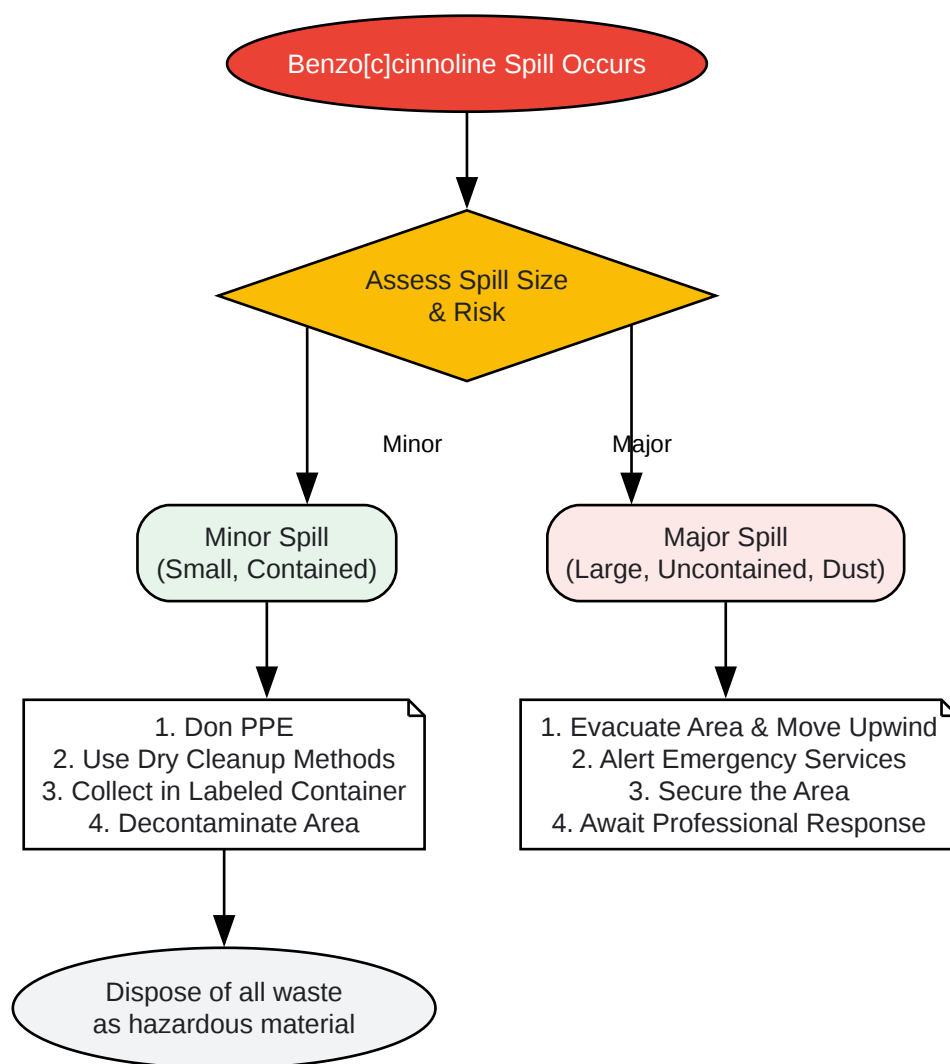 Benzo[c]cinnoline Spill Occurs
Assess Spill Size
& Risk
Minor
Major
Minor Spill
(Small, Contained)
Major Spill
(Large, Uncontained, Dust)
1. Don PPE
2. Use Dry Cleanup Methods
3. Collect in Labeled Container
4. Decontaminate Area
1. Evacuate Area & Move Upwind
2. Alert Emergency Services
3. Secure the Area
4. Await Professional Response
Dispose of all waste
as hazardous material